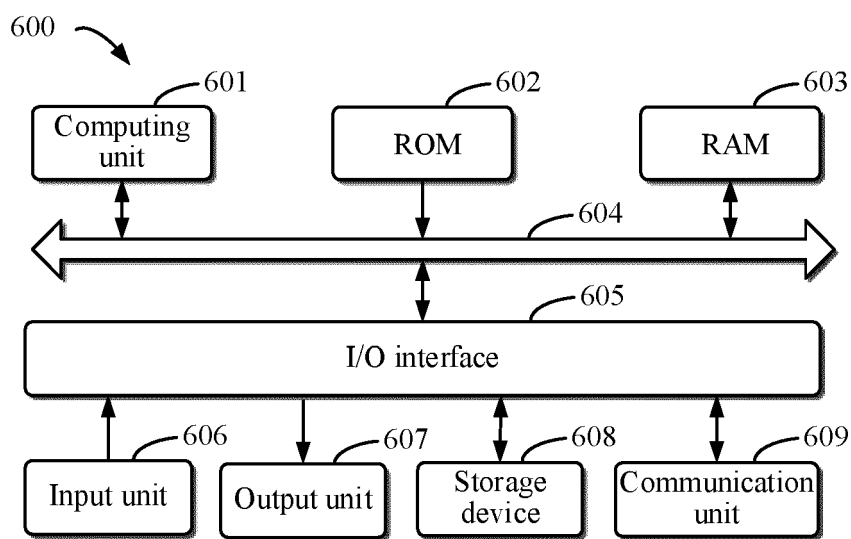 600
601
602
603
Computing
unit
ROM
RAM
604
605
I/O interface
606
607
608
609
Input unit
Output unit
Storage
device
Communication
unit